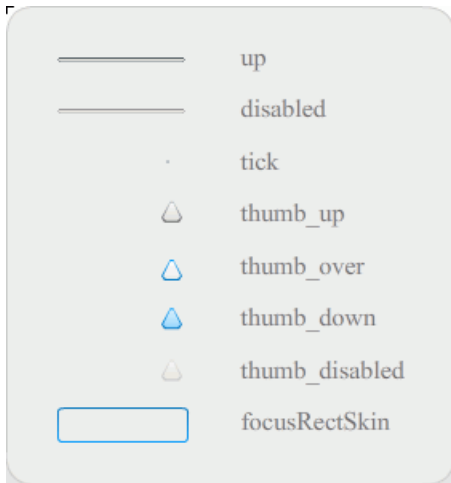 up
disabled
tick
thumb_up
thumb_over
thumb_down
thumb_disabled
focusRectSkin